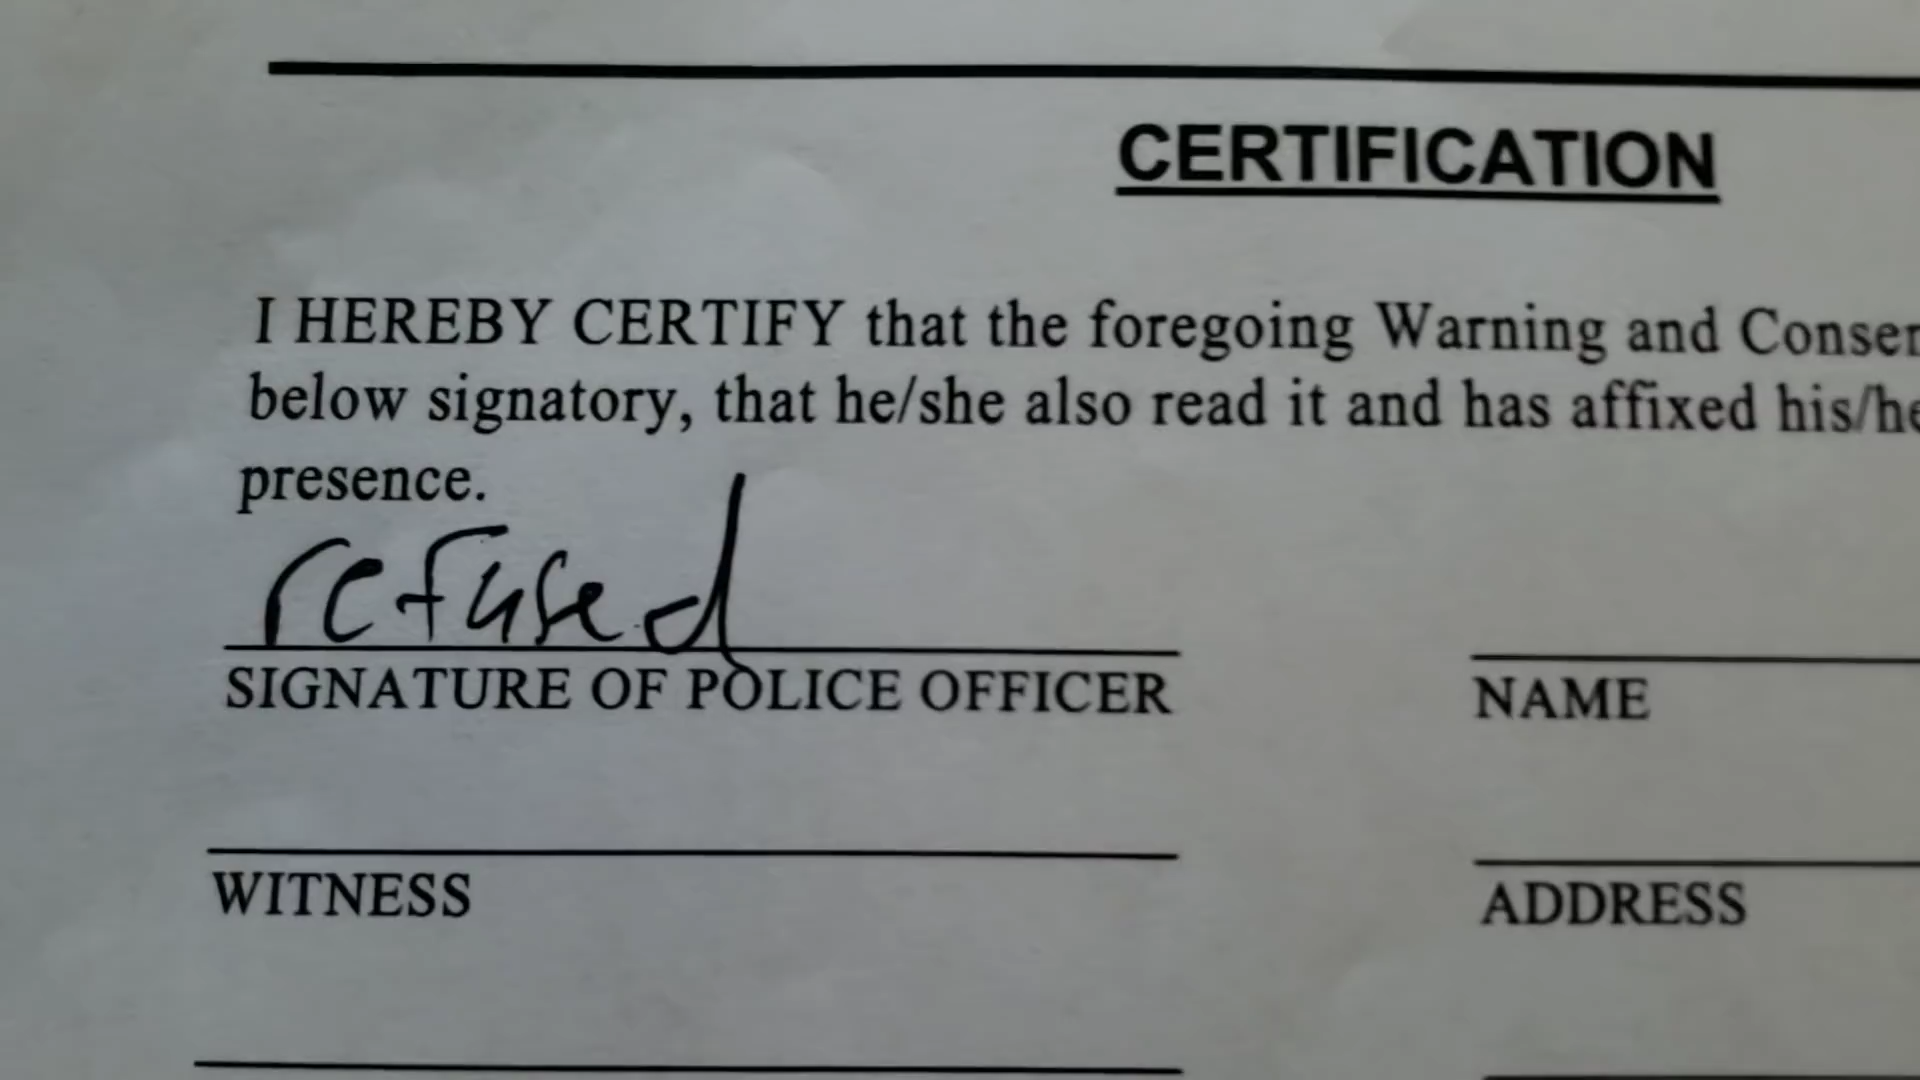 CERTIFICATION
I HEREBY CERTIFY that the foregoing Warning and
below signatory, that he/she also read it and has affixed
presence.
refused
SIGNATURE OF POLICE OFFICER
NAME
WITNESS
ADDRESS